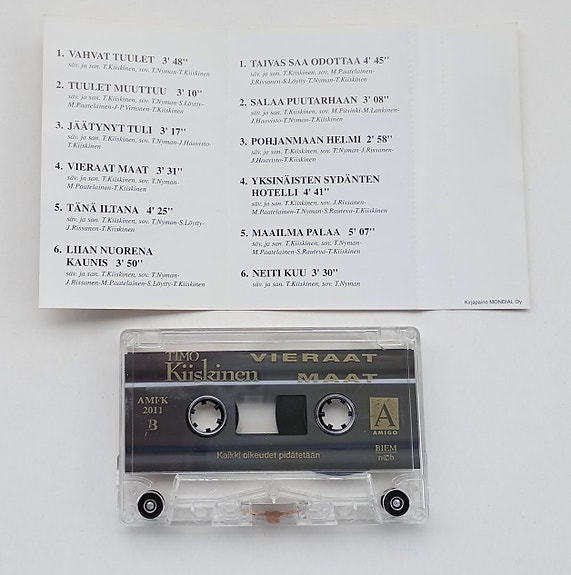 1. VAHVAT TUULET 3' 48"
säv. ja san. T.Kiiskinen, sov. T.Nyman-T.Kiiskinen
2. TUULET MUUTTUU 3' 10"
säv. ja san. T.Kiiskinen, sov. T.Nyman-S.Löytty-
M.Paatelainen-J-P.Virtanen-T.Kiiskinen
3. JÄÄTYNYT TULI 3' 17"
säv. ja san. T.Kiiskinen, sov. T.Nyman-J.Haavisto-
T.Kiiskinen
4. VIERAAT MAAT 3' 31"
säv. ja san. T.Kiiskinen, sov. T.Nyman-
M.Paatelainen-T.Kiiskinen
5. TÄNÄ ILTANA 4' 25"
säv. ja san. T.Kiiskinen, sov. T.Nyman-S.Löytty-
J.Rissanen-T.Kiiskinen
6. LIIAN NUORENA
KAUNIS 3' 50"
säv. ja san. T.Kiiskinen, sov. T.Nyman-
J.Rissanen-M.Paatelainen-S.Löytty-T.Kiiskinen
1. TAIVAS SAA ODOTTAA 4' 45"
säv. ja san. T.Kiiskinen, sov. M.Paatelainen-
J.Rissanen-S.Löytty-T.Nyman-T.Kiiskinen
2. SALAA PUUTARHAAN 3' 08"
säv. ja san. T.Kiiskinen, sov. M.Pitsinki-M.Lankinen-
J.Haavisto-T.Nyman-T.Kiiskinen
3. POHJANMAAN HELMI 2' 58"
säv. ja san. T.Kiiskinen, sov. T.Nyman-J.Rissanen-
J.Haavisto-T.Kiiskinen
4. YKSINÄISTEN SYDÄNTEN
HOTELLI 4' 41"
säv. ja san. T.Kiiskinen, sov. J.Rissanen-
M.Paatelainen-T.Nyman-S.Rauteva-T.Kiiskinen
5. MAAILMA PALAA 5' 07"
säv. ja san. T.Kiiskinen, sov. T.Nyman-
M.Paatelainen-S.Rauteva-T.Kiiskinen
6. NEITI KUU 3' 30"
säv. ja san. T.Kiiskinen, sov. T.Nyman
Kirjapaino MONDIAL Oy
TIMO
Kiiskinen
VIERAAT
MAAT
AMFK
2011
B
A
AMIGO
Kaikki oikeudet pidätetään
BIEM
ncb